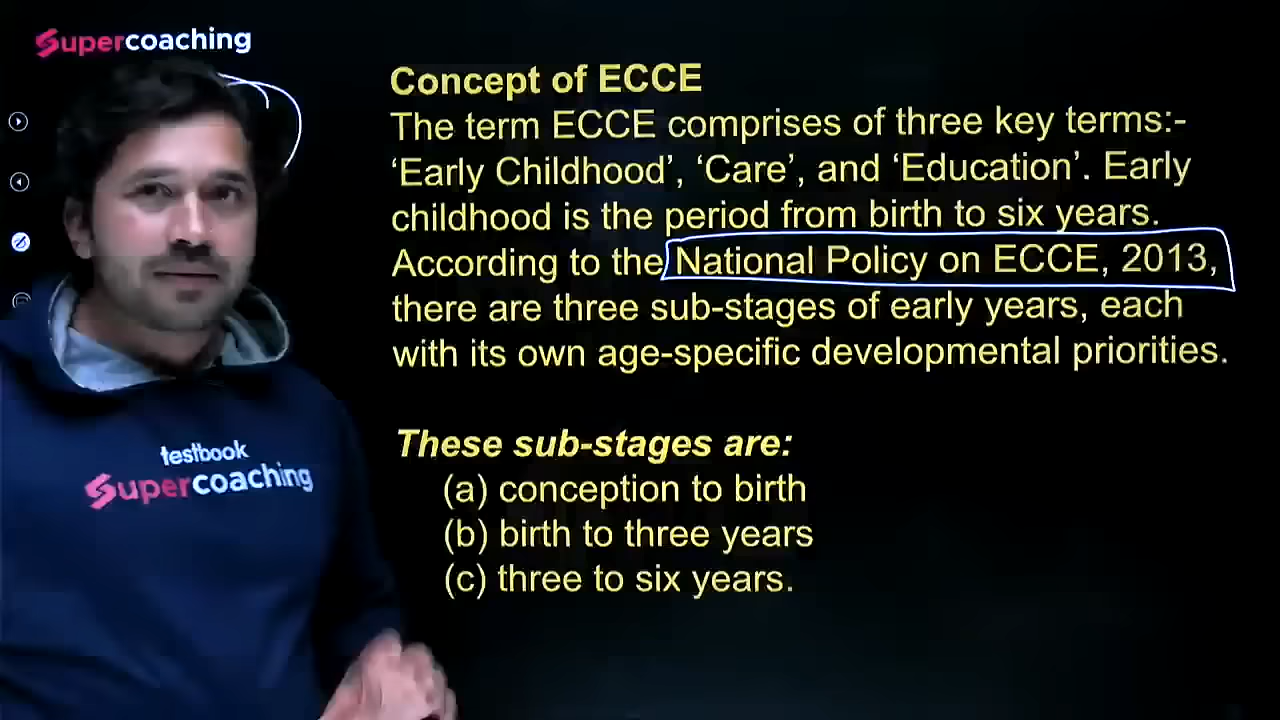 Supercoaching
Concept of ECCE
The term ECCE comprises of three key terms:-
‘Early Childhood’, ‘Care’, and ‘Education’. Early
childhood is the period from birth to six years.
According to the National Policy on ECCE, 2013,
there are three sub-stages of early years, each
with its own age-specific developmental priorities.
These sub-stages are:
(a) conception to birth
(b) birth to three years
(c) three to six years.
testbook
Supercoaching